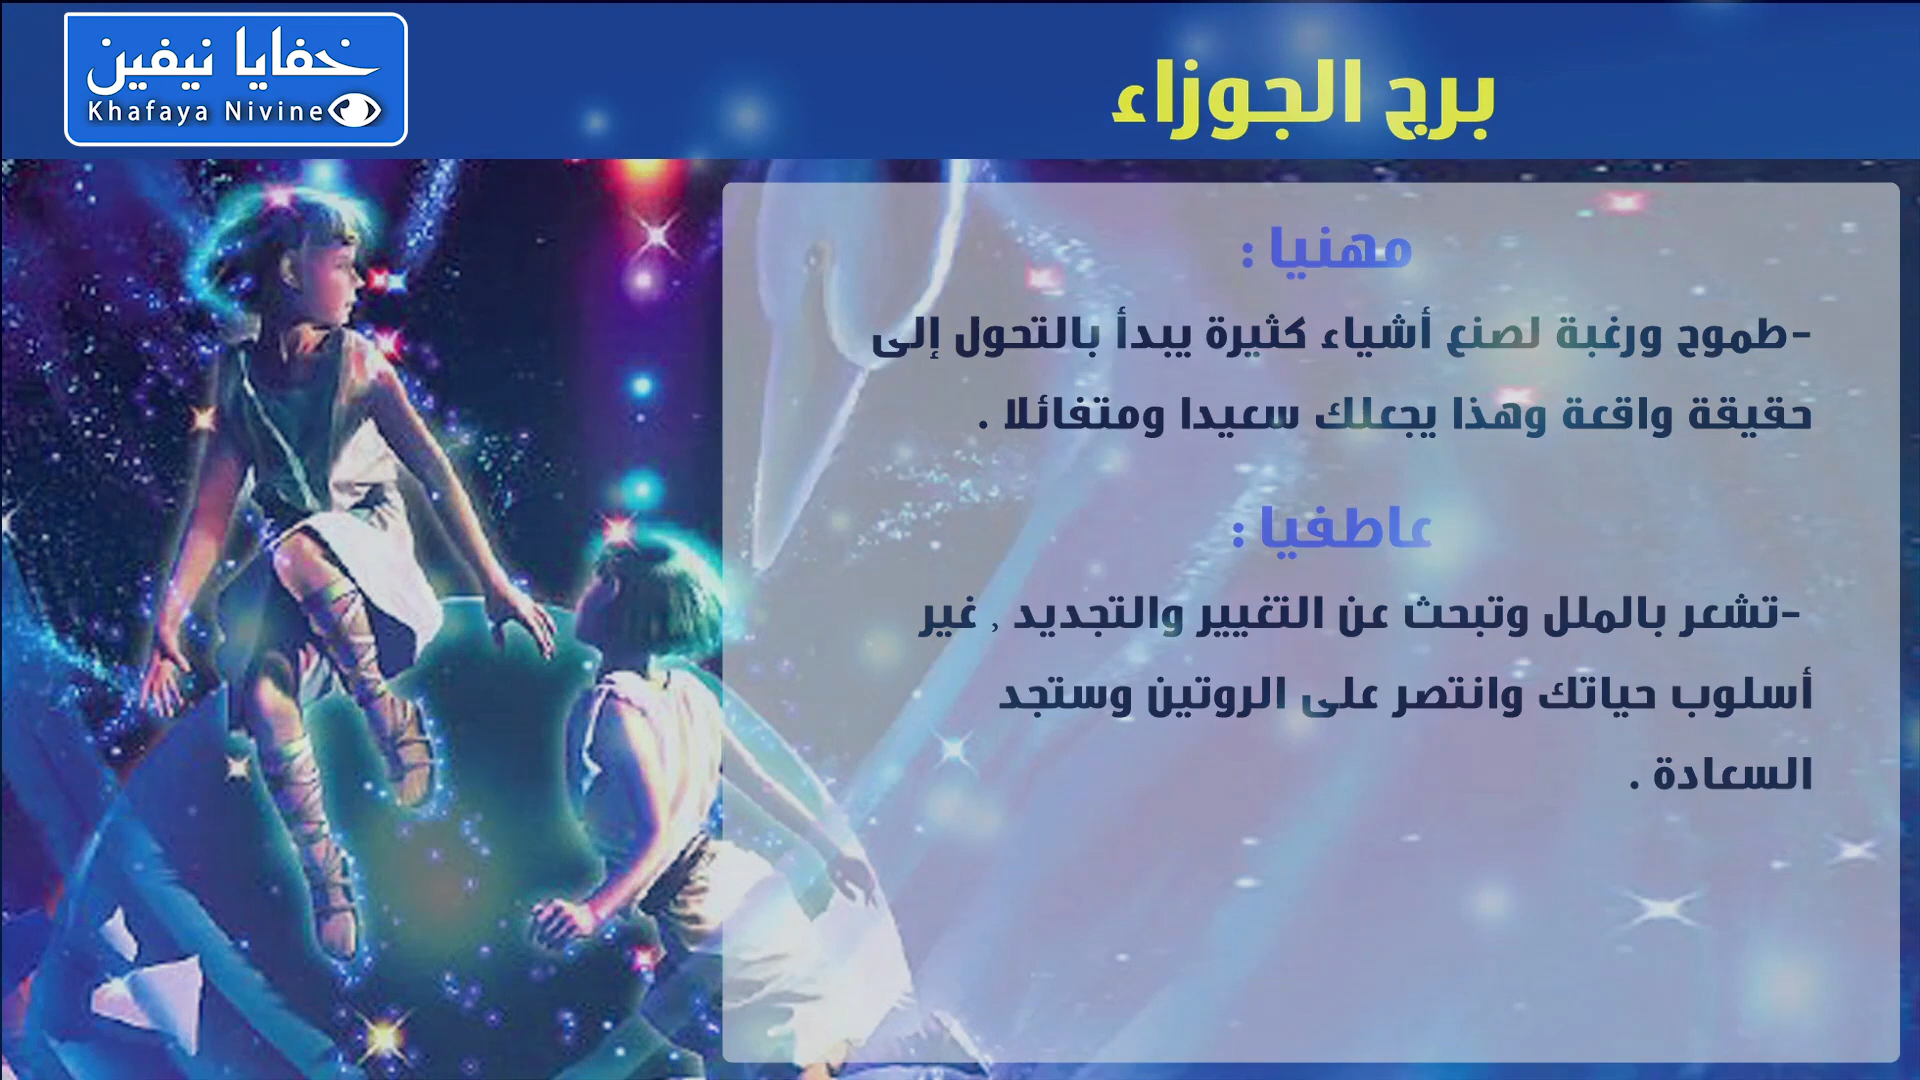 برج الجوزاء
خفايا نيفين
Khafaya Nivine
مهنيا :
-طموح ورغبة لصنع أشياء كثيرة يبدأ بالتحول إلى
حقيقة واقعة وهذا يجعلك سعيدا ومتفائلا .
عاطفيا :
-تشعر بالملل وتبحث عن التغيير والتجديد , غير
أسلوب حياتك وانتصر على الروتين وستجد
السعادة .